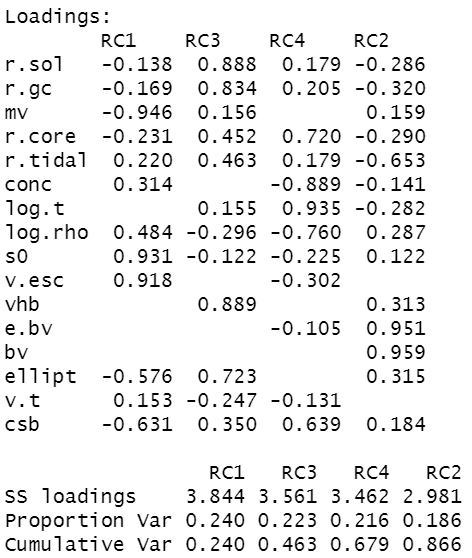 Loadings:
         RC1    RC3    RC4    RC2
r.sol   -0.138  0.888  0.179 -0.286
r.gc    -0.169  0.834  0.205 -0.320
mv      -0.946  0.156         0.159
r.core  -0.231  0.452  0.720 -0.290
r.tidal  0.220  0.463  0.179 -0.653
conc     0.314        -0.889 -0.141
log.t           0.155  0.935 -0.282
log.rho  0.484 -0.296 -0.760  0.287
s0       0.931 -0.122 -0.225  0.122
v.esc    0.918        -0.302
vhb             0.889         0.313
e.bv                  -0.105  0.951
bv                            0.959
ellipt  -0.576  0.723         0.315
v.t      0.153 -0.247 -0.131
csb     -0.631  0.350  0.639  0.184
                 RC1   RC3   RC4   RC2
SS loadings    3.844 3.561 3.462 2.981
Proportion Var 0.240 0.223 0.216 0.186
Cumulative Var 0.240 0.463 0.679 0.866